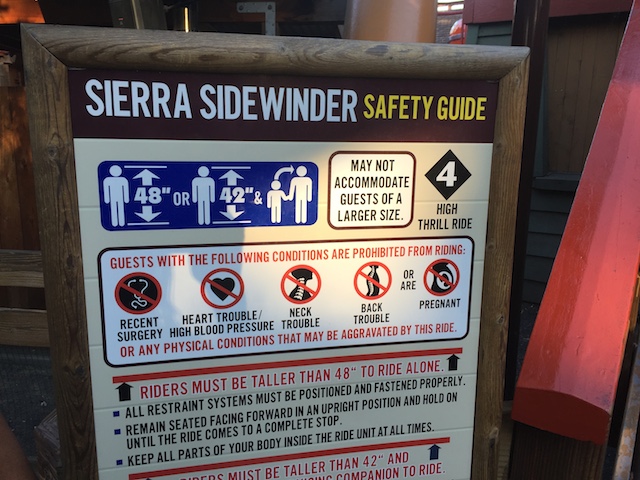 SIERRA SIDEWINDER SAFETY GUIDE
48" OR 42" &
MAY NOT
ACCOMMODATE
GUESTS OF A
LARGER SIZE.
4
HIGH
THRILL RIDE
GUESTS WITH THE FOLLOWING CONDITIONS ARE PROHIBITED FROM RIDING:
RECENT
SURGERY
HEART TROUBLE/
HIGH BLOOD PRESSURE
NECK
TROUBLE
BACK
TROUBLE
OR
ARE
PREGNANT
OR ANY PHYSICAL CONDITIONS THAT MAY BE AGGRAVATED BY THIS RIDE.
RIDERS MUST BE TALLER THAN 48" TO RIDE ALONE.
ALL RESTRAINT SYSTEMS MUST BE POSITIONED AND FASTENED PROPERLY.
REMAIN SEATED FACING FORWARD IN AN UPRIGHT POSITION AND HOLD ON
UNTIL THE RIDE COMES TO A COMPLETE STOP.
KEEP ALL PARTS OF YOUR BODY INSIDE THE RIDE UNIT AT ALL TIMES.
RIDERS MUST BE TALLER THAN 42" AND
COMPANION TO RIDE.